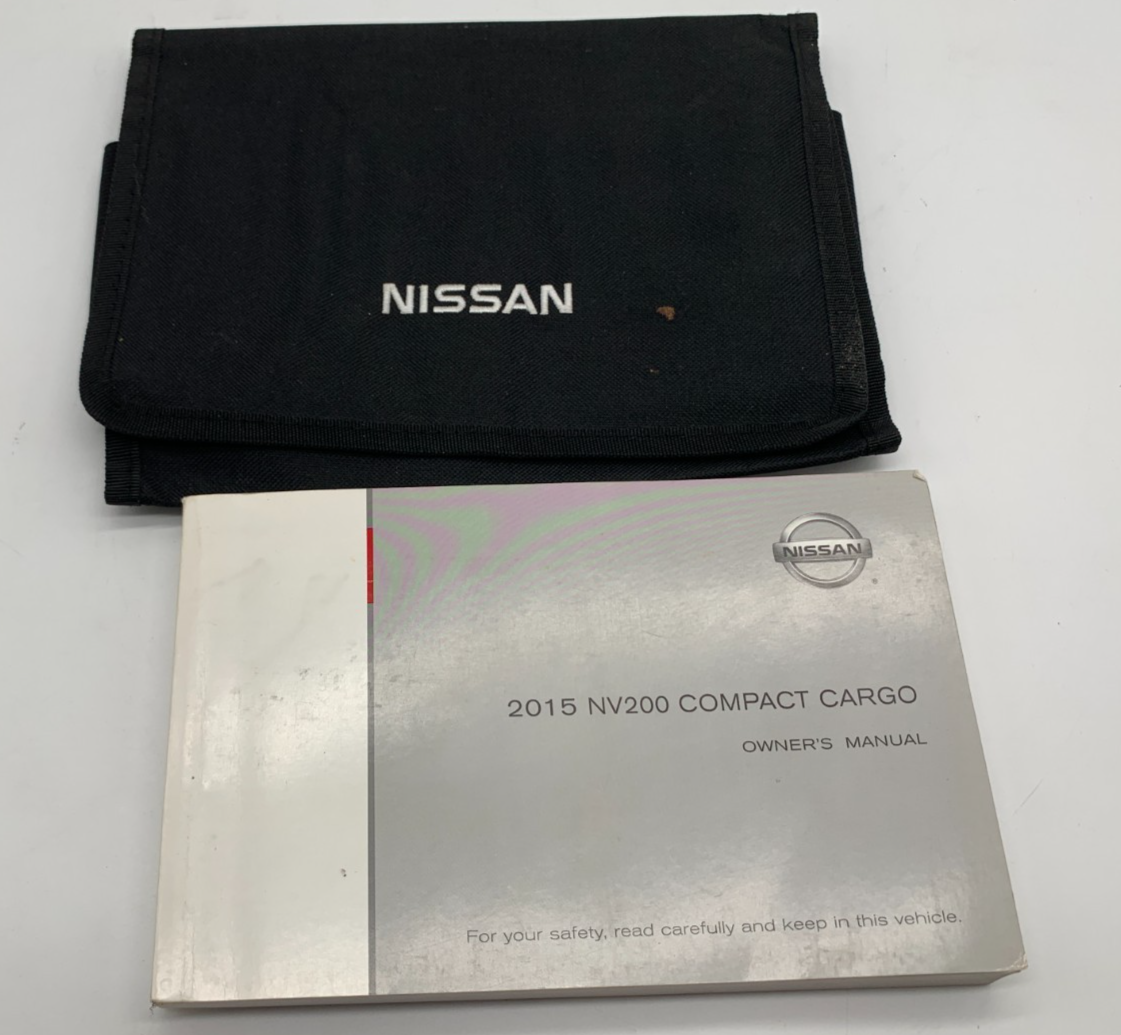 NISSAN
NISSAN
2015 NV200 COMPACT CARGO
OWNER'S MANUAL
For your safety, read carefully and keep in this vehicle.